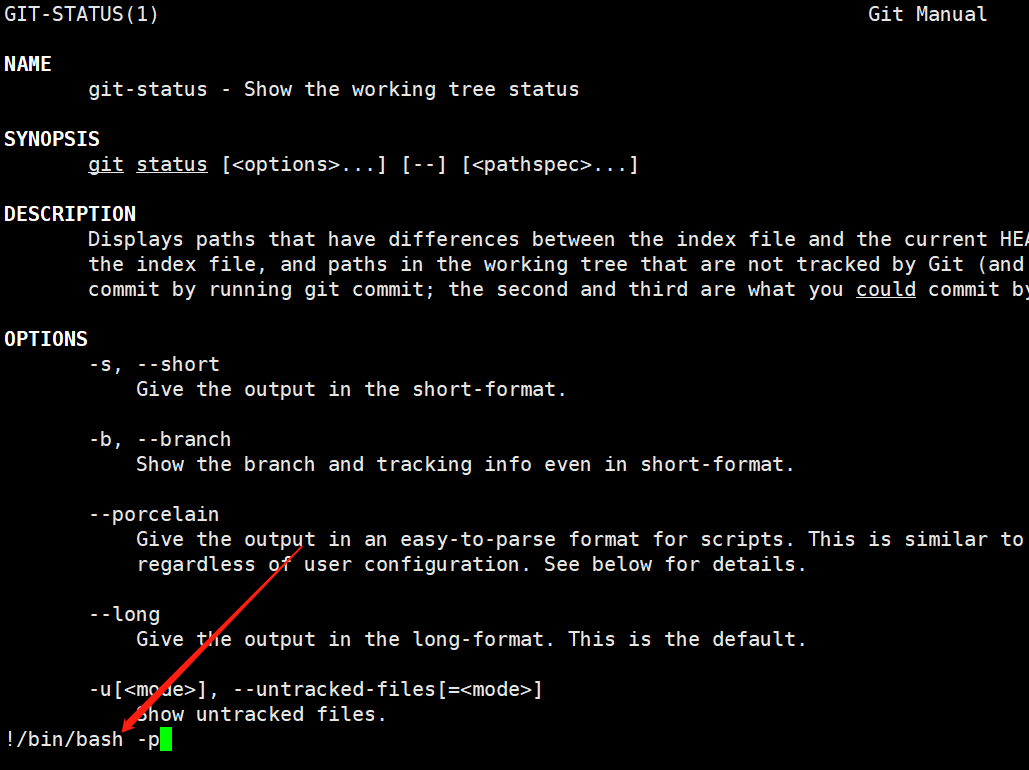 GIT-STATUS(1) Git Manual
NAME
git-status - Show the working tree status
SYNOPSIS
git status [<options>...] [--] [<pathspec>...]
DESCRIPTION
Displays paths that have differences between the index file and the current HEA
the index file, and paths in the working tree that are not tracked by Git (and
commit by running git commit; the second and third are what you could commit by
OPTIONS
-s, --short
Give the output in the short-format.
-b, --branch
Show the branch and tracking info even in short-format.
--porcelain
Give the output in an easy-to-parse format for scripts. This is similar to
regardless of user configuration. See below for details.
--long
Give the output in the long-format. This is the default.
-u[<mode>], --untracked-files[=<mode>]
Show untracked files.
!/bin/bash -p